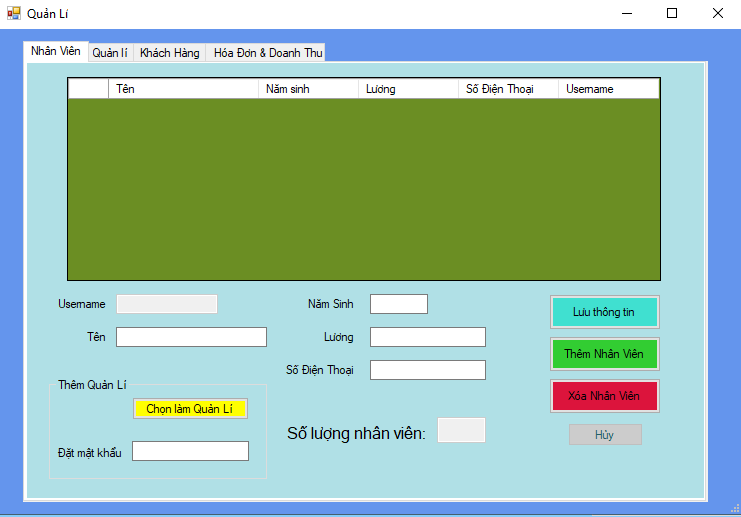 Quản Lí
Nhân Viên Quản lí Khách Hàng Hóa Đơn & Doanh Thu
Tên Năm sinh Lương Số Điện Thoại Username
Username Năm Sinh Lưu thông tin
Tên Lương Thêm Nhân Viên
Số Điện Thoại
Thêm Quản Lí Xóa Nhân Viên
Chọn làm Quản Lí
Số lượng nhân viên: Hủy
Đặt mật khẩu